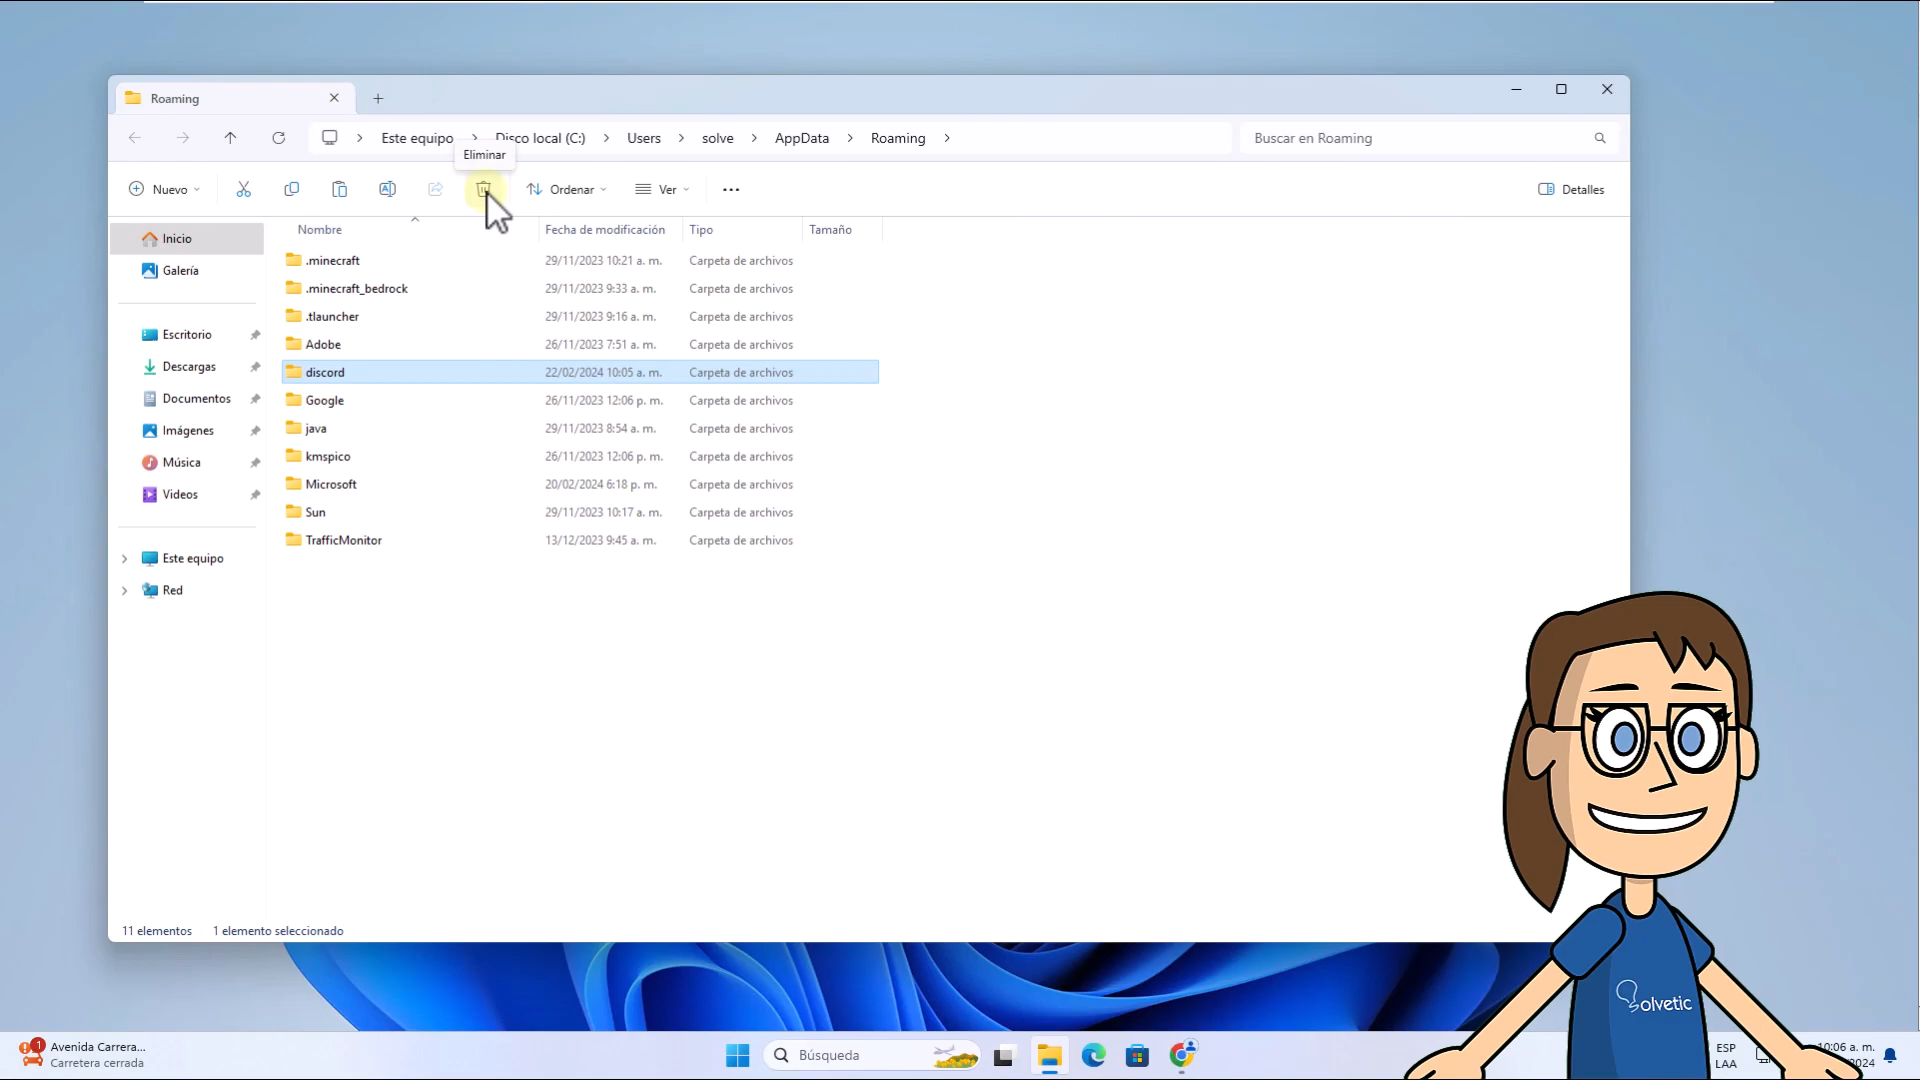 Roaming
Este equipo
Disco local (C:)
Users
solve
AppData
Roaming
Buscar en Roaming
Eliminar
Nuevo
Ordenar
Ver
Detalles
Inicio
Galería
Escritorio
Descargas
Documentos
Imágenes
Música
Videos
Este equipo
Red
Nombre Fecha de modificación Tipo Tamaño
.minecraft 29/11/2023 10:21 a. m. Carpeta de archivos
.minecraft_bedrock 29/11/2023 9:33 a. m. Carpeta de archivos
.tlauncher 29/11/2023 9:16 a. m. Carpeta de archivos
Adobe 26/11/2023 7:51 a. m. Carpeta de archivos
discord 22/02/2024 10:05 a. m. Carpeta de archivos
Google 26/11/2023 12:06 p. m. Carpeta de archivos
java 29/11/2023 8:54 a. m. Carpeta de archivos
kmspico 26/11/2023 12:06 p. m. Carpeta de archivos
Microsoft 20/02/2024 6:18 p. m. Carpeta de archivos
Sun 29/11/2023 10:17 a. m. Carpeta de archivos
TrafficMonitor 13/12/2023 9:45 a. m. Carpeta de archivos
11 elementos 1 elemento seleccionado
Solvetic
1
Avenida Carrera...
Carretera cerrada
Búsqueda
ESP
LAA
10:06 a. m.
2024